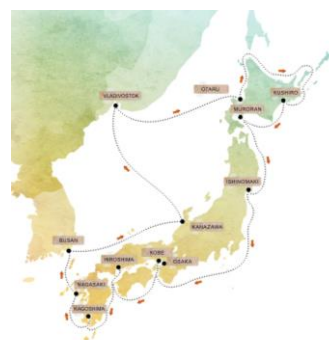 OTARU
KUSHIRO
VLADIVOSTOK
MURORAN
ISHINOMAKI
KANAZAWA
BUSAN
HIROSHIMA
KOBE
OSAKA
NAGASAKI
KAGOSHIMA